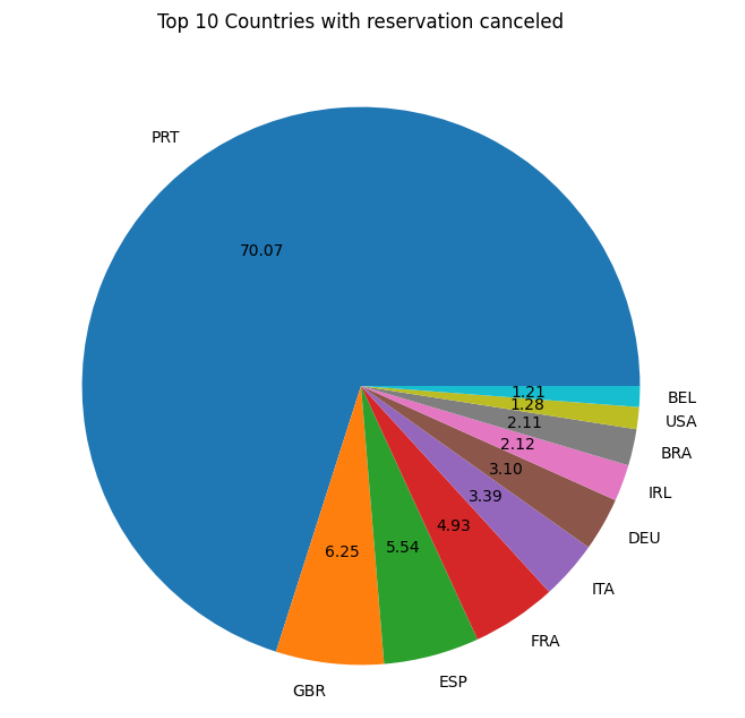 Top 10 Countries with reservation canceled
PRT
70.07
1.21
BEL
1.28
USA
2.11
BRA
2.12
IRL
3.10
DEU
3.39
ITA
4.93
FRA
5.54
ESP
6.25
GBR